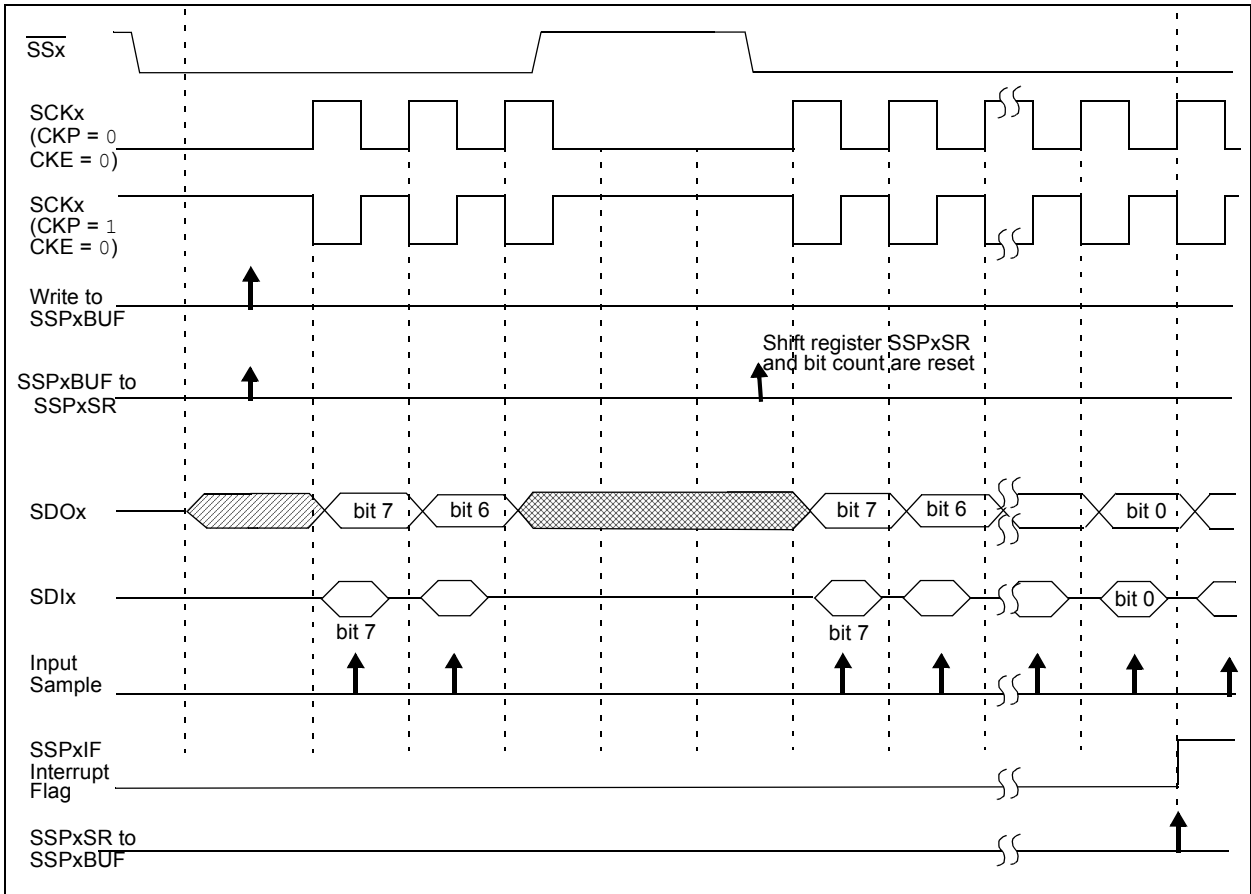 SSx
SCKx
(CKP = 0
CKE = 0)
SCKx
(CKP = 1
CKE = 0)
Write to
SSPxBUF
Shift register SSPxSR
and bit count are reset
SSPxBUF to
SSPxSR
SDOx
bit 7
bit 6
bit 7
bit 6
bit 0
SDIx
bit 0
bit 7
bit 7
Input
Sample
SSPxIF
Interrupt
Flag
SSPxSR to
SSPxBUF